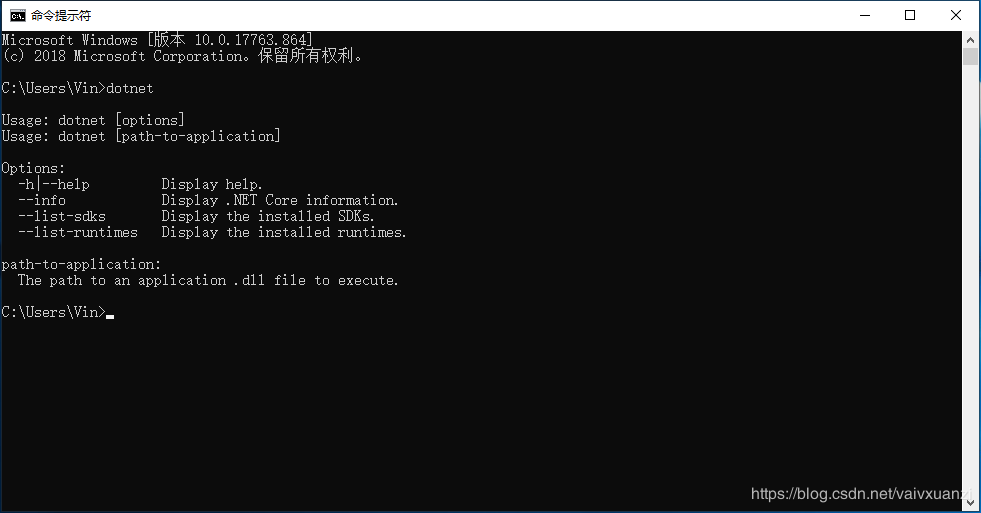 命令提示符
Microsoft Windows [版本 10.0.17763.864]
(c) 2018 Microsoft Corporation。保留所有权利。
C:\Users\Vin>dotnet
Usage: dotnet [options]
Usage: dotnet [path-to-application]
Options:
-h|--help Display help.
--info Display .NET Core information.
--list-sdks Display the installed SDKs.
--list-runtimes Display the installed runtimes.
path-to-application:
The path to an application .dll file to execute.
C:\Users\Vin>
https://blog.csdn.net/vaivxuanzi